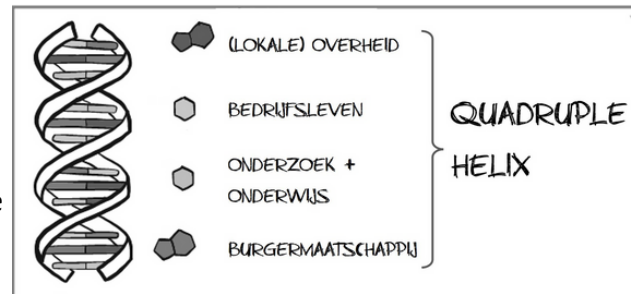 (LOKALE) OVERHEID
BEDRIJFSLEVEN
ONDERZOEK +
ONDERWIJS
BURGERMAATSCHAPPIJ
QUADRUPLE
HELIX
e